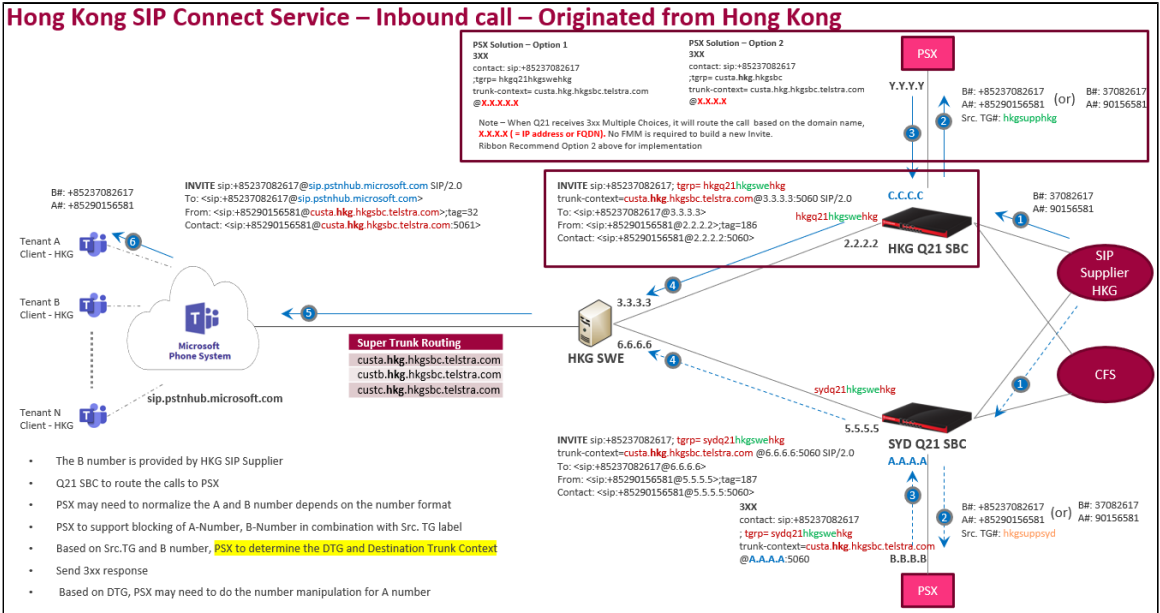 Hong Kong SIP Connect Service – Inbound call – Originated from Hong Kong
PSX Solution – Option 1
3XX
contact: sip:+85237082617
;tgrp= hkgq21hkgswehkg
trunk-context= custa.hkg.hkgsbc.telstra.com
@X.X.X.X.X
PSX Solution – Option 2
3XX
contact: sip:+85237082617
;tgrp= custa.hkg.hkgsbc
trunk-context= custa.hkg.hkgsbc.telstra.com
@X.X.X.X
Note – When Q21 receives 3xx Multiple Choices, it will route the call based on the domain name,
X.X.X.X ( = IP address or FQDN). No FMM is required to build a new Invite.
Ribbon Recommend Option 2 above for implementation
PSX
Y.Y.Y.Y
3
2
B#: +85237082617
A#: +85290156581
(or)
B#: 37082617
A#: 90156581
Src. TG#: hkgsupphkg
B#: +85237082617
A#: +85290156581
INVITE sip:+85237082617@sip.pstnhub.microsoft.com SIP/2.0
To: <sip:+85237082617@sip.pstnhub.microsoft.com>
From: <sip:+85290156581@custa.hkg.hkgsbc.telstra.com>;tag=32
Contact: <sip:+85290156581@custa.hkg.hkgsbc.telstra.com:5061>
INVITE sip:+85237082617; tgrp= hkgq21hkgswehkg
trunk-context=custa.hkg.hkgsbc.telstra.com@3.3.3.3:5060 SIP/2.0
To: <sip:+85237082617@3.3.3.3>
From: <sip:+85290156581@2.2.2.2>;tag=186
Contact: <sip:+85290156581@2.2.2.2:5060>
C.C.C.C
hkgq21hkgswehkg
2.2.2.2
HKG Q21 SBC
1
B#: 37082617
A#: 90156581
SIP
Supplier
HKG
Tenant A
Client - HKG
6
Tenant B
Client – HKG
Microsoft
Phone System
sip.pstnhub.microsoft.com
Tenant N
Client – HKG
5
4
3.3.3.3
6.6.6.6
HKG SWE
4
Super Trunk Routing
custa.hkg.hkgsbc.telstra.com
custb.hkg.hkgsbc.telstra.com
custc.hkg.hkgsbc.telstra.com
CFS
1
sydq21hkgswehkg
5.5.5.5
SYD Q21 SBC
A.A.A.A
INVITE sip:+85237082617; tgrp= sydq21hkgswehkg
trunk-context=custa.hkg.hkgsbc.telstra.com @6.6.6.6:5060 SIP/2.0
To: <sip:+85237082617@6.6.6.6>
From: <sip:+85290156581@5.5.5.5>;tag=187
Contact: <sip:+85290156581@5.5.5.5:5060>
3XX
contact: sip:+85237082617
; tgrp= sydq21hkgswehkg
trunk-context=custa.hkg.hkgsbc.telstra.com
@A.A.A.A:5060
3
2
B.B.B.B
B#: +85237082617
A#: +85290156581
(or)
B#: 37082617
A#: 90156581
Src. TG#: hkgsuppsyd
PSX
• The B number is provided by HKG SIP Supplier
• Q21 SBC to route the calls to PSX
• PSX may need to normalize the A and B number depends on the number format
• PSX to support blocking of A-Number, B-Number in combination with Src. TG label
• Based on Src.TG and B number, PSX to determine the DTG and Destination Trunk Context
• Send 3xx response
• Based on DTG, PSX may need to do the number manipulation for A number